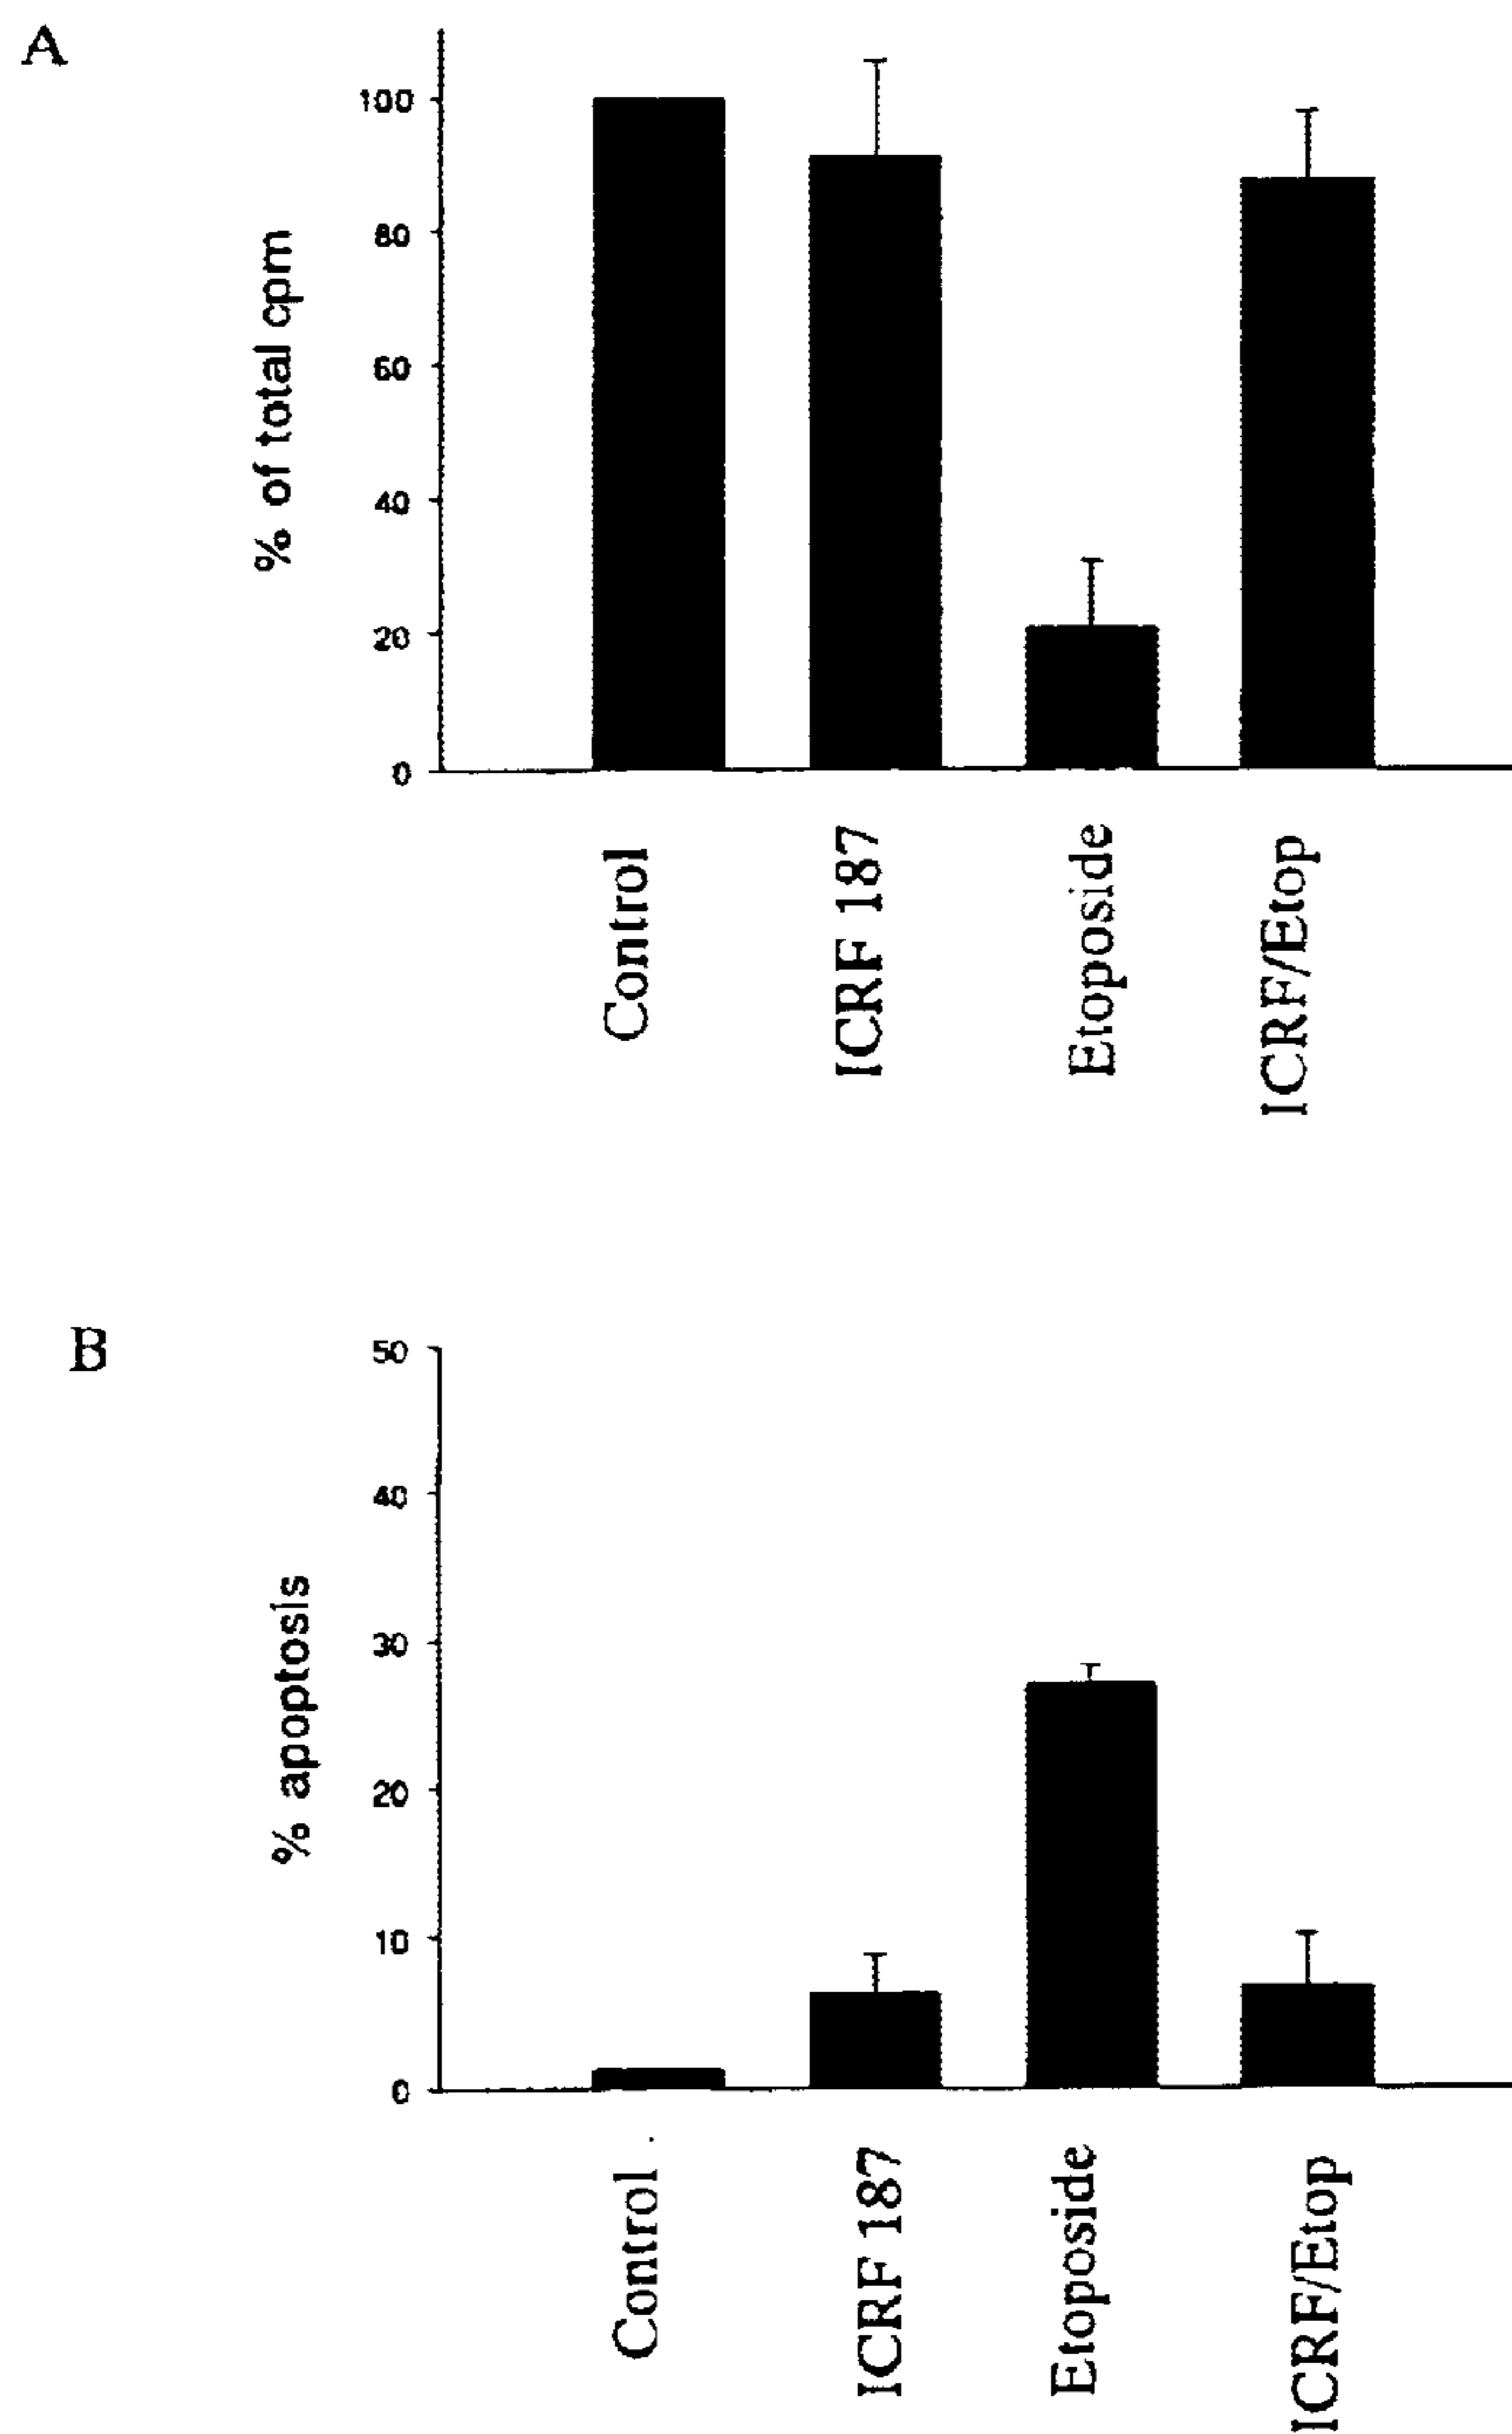 A
100
80
60
40
20
0
% of total cpm
Control
ICRF 187
Etoposide
ICRF/Etop
B
50
40
30
20
10
0
% apoptosis
Control
ICRF 187
Etoposide
ICRF/Etop